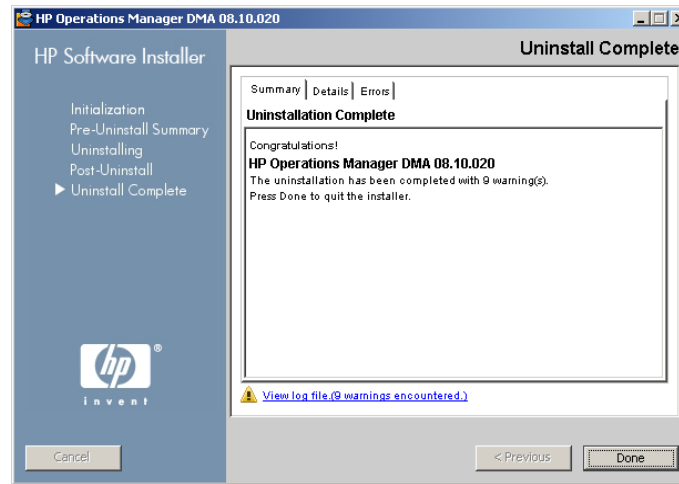 HP Operations Manager DMA 08.10.020
HP Software Installer
Uninstall Complete
Initialization
Pre-Uninstall Summary
Uninstalling
Post-Uninstall
Uninstall Complete
Summary Details Errors
Uninstallation Complete
Congratulations!
HP Operations Manager DMA 08.10.020
The uninstallation has been completed with 9 warning(s).
Press Done to quit the installer.
hp ®
invent
View log file.(9 warnings encountered.)
Cancel < Previous Done